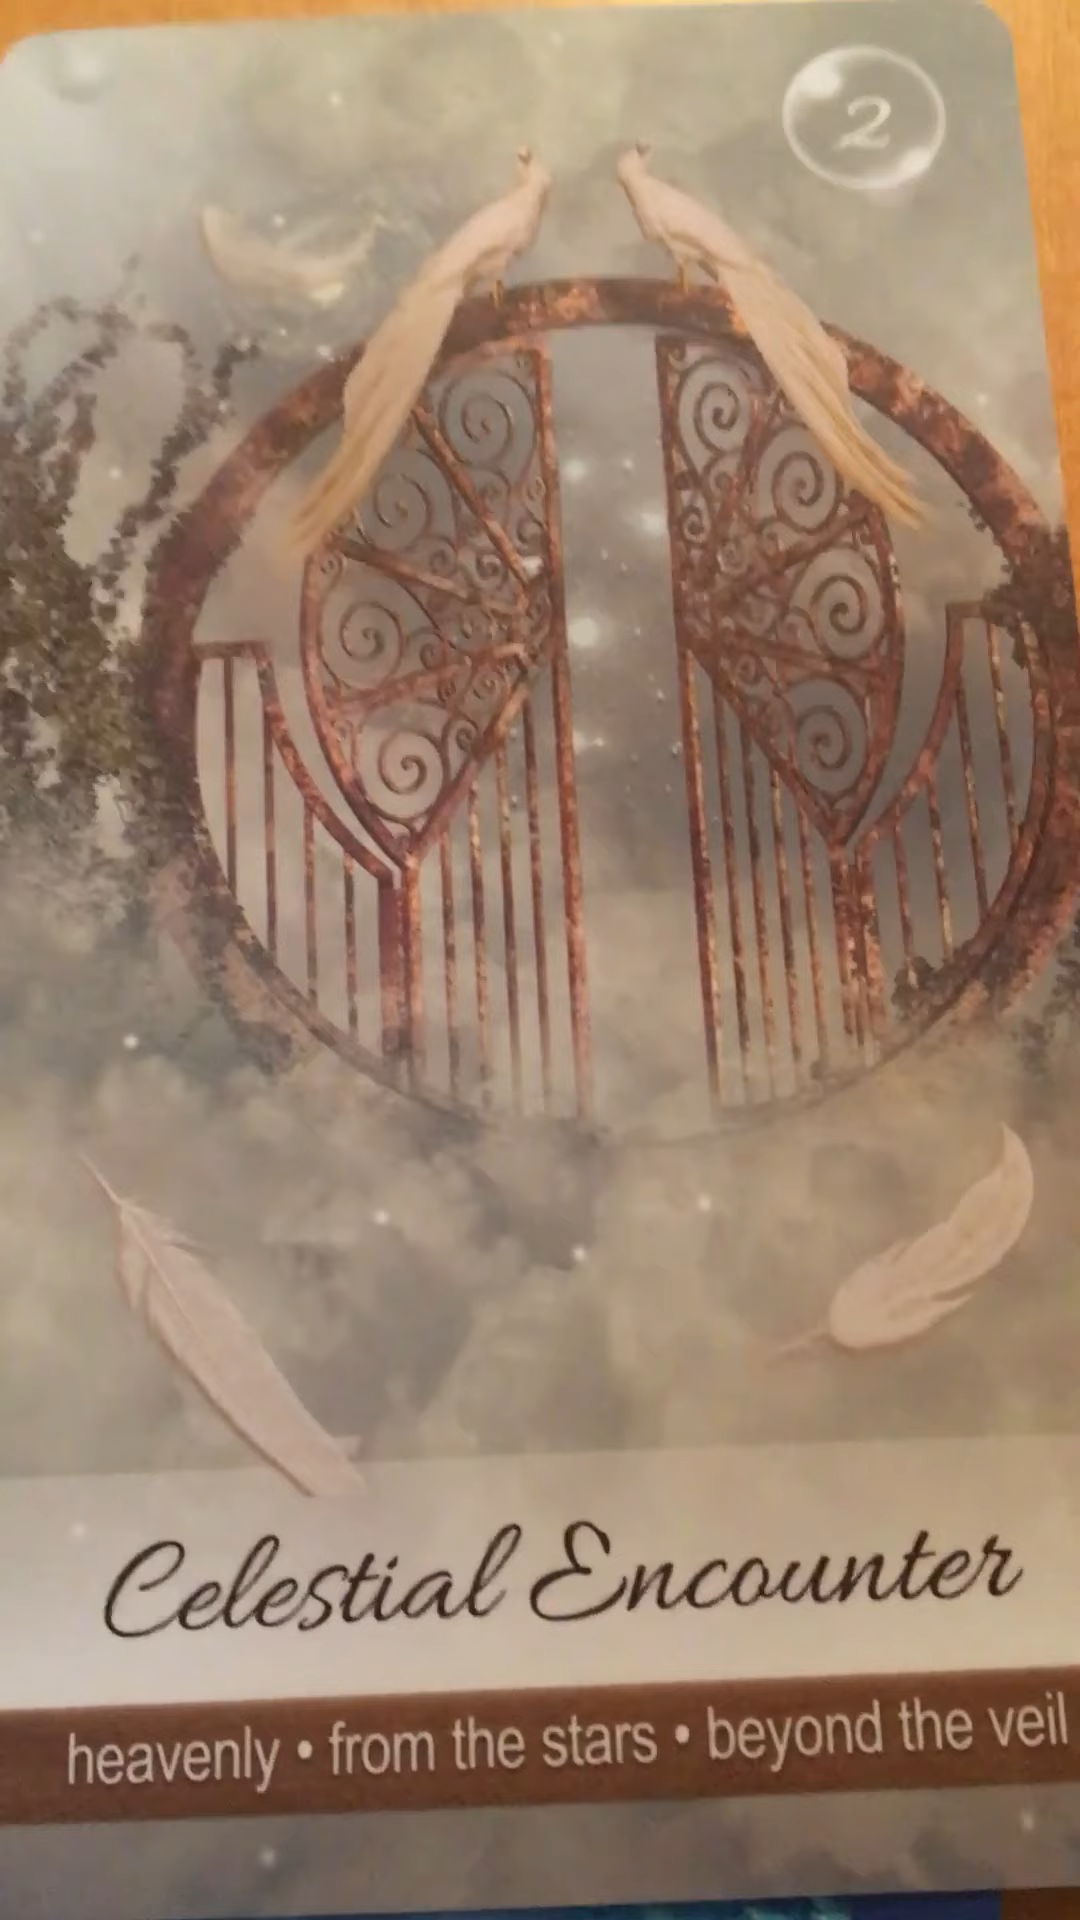 2
Celestial Encounter
heavenly • from the stars • beyond the veil